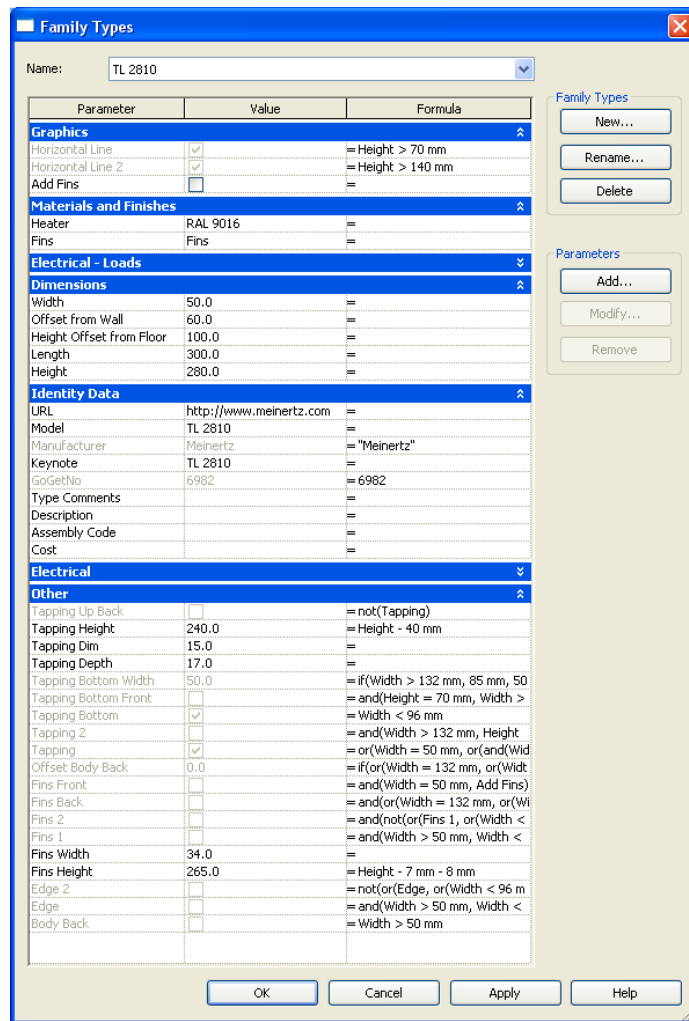 Family Types
Name: TL 2810
Parameter Value Formula
Graphics
Horizontal Line = Height > 70 mm
Horizontal Line 2 = Height > 140 mm
Add Fins =
Materials and Finishes
Heater RAL 9016 =
Fins Fins =
Electrical - Loads
Dimensions
Width 50.0 =
Offset from Wall 60.0 =
Height Offset from Floor 100.0 =
Length 300.0 =
Height 280.0 =
Identity Data
URL http://www.meinertz.com =
Model TL 2810 =
Manufacturer Meinertz = "Meinertz"
Keynote TL 2810 =
GoGetNo 6982 = 6982
Type Comments =
Description =
Assembly Code =
Cost =
Electrical
Other
Tapping Up Back = not(Tapping)
Tapping Height 240.0 = Height - 40 mm
Tapping Dim 15.0 =
Tapping Depth 17.0 =
Tapping Bottom Width 50.0 = if(Width > 132 mm, 85 mm, 50
Tapping Bottom Front = and(Height = 70 mm, Width >
Tapping Bottom = Width < 96 mm
Tapping 2 = and(Width > 132 mm, Height
Tapping = or(Width = 50 mm, or(and(Wid
Offset Body Back 0.0 = if(or(Width = 132 mm, or(Widt
Fins Front = and(Width = 50 mm, Add Fins)
Fins Back = and(or(Width = 132 mm, or(Wi
Fins 2 = and(not(or(Fins 1, or(Width <
Fins 1 = and(Width > 50 mm, Width <
Fins Width 34.0 =
Fins Height 265.0 = Height - 7 mm - 8 mm
Edge 2 = not(or(Edge, or(Width < 96 m
Edge = and(Width > 50 mm, Width <
Body Back = Width > 50 mm
Family Types
New...
Rename...
Delete
Parameters
Add...
Modify...
Remove
OK Cancel Apply Help